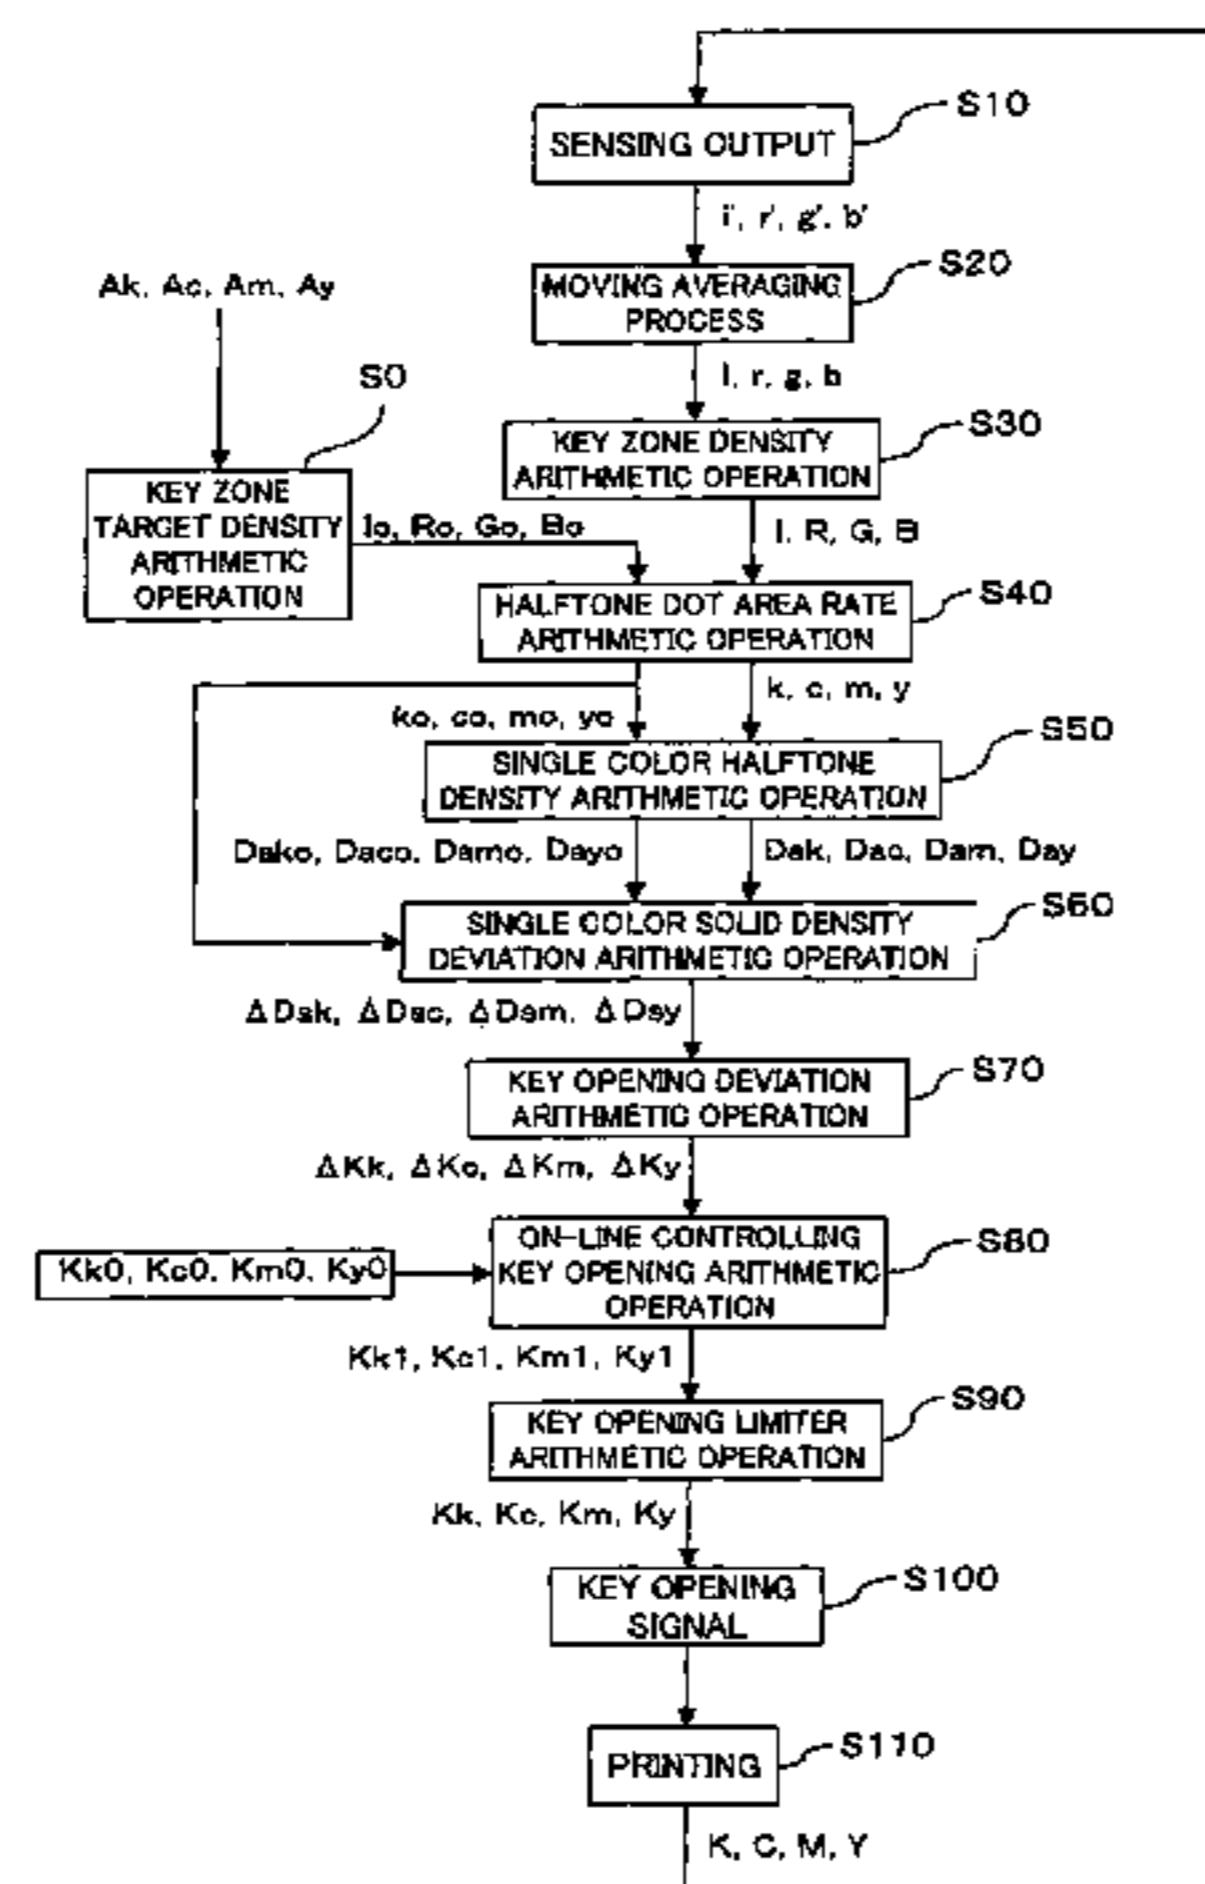 S10
SENSING OUTPUT
i', r', g', b'
S20
MOVING AVERAGING
PROCESS
Ak, Ac, Am, Ay
i, r, g, b
S0
S30
KEY ZONE DENSITY
ARITHMETIC OPERATION
KEY ZONE
TARGET DENSITY
ARITHMETIC
OPERATION
Io, Ro, Go, Bo
I, R, G, B
S40
HALFTONE DOT AREA RATE
ARITHMETIC OPERATION
k, c, m, y
ko, co, mo, yo
S50
SINGLE COLOR HALFTONE
DENSITY ARITHMETIC OPERATION
Dako, Daco, Damo, Dayo
Dak, Dac, Dam, Day
S60
SINGLE COLOR SOLID DENSITY
DEVIATION ARITHMETIC OPERATION
ΔDsk, ΔDsc, ΔDsm, ΔDsy
S70
KEY OPENING DEVIATION
ARITHMETIC OPERATION
ΔKk, ΔKc, ΔKm, ΔKy
S80
ON-LINE CONTROLLING
KEY OPENING ARITHMETIC
OPERATION
Kk0, Kc0, Km0, Ky0
Kk1, Kc1, Km1, Ky1
S90
KEY OPENING LIMITER
ARITHMETIC OPERATION
Kk, Kc, Km, Ky
S100
KEY OPENING
SIGNAL
S110
PRINTING
K, C, M, Y